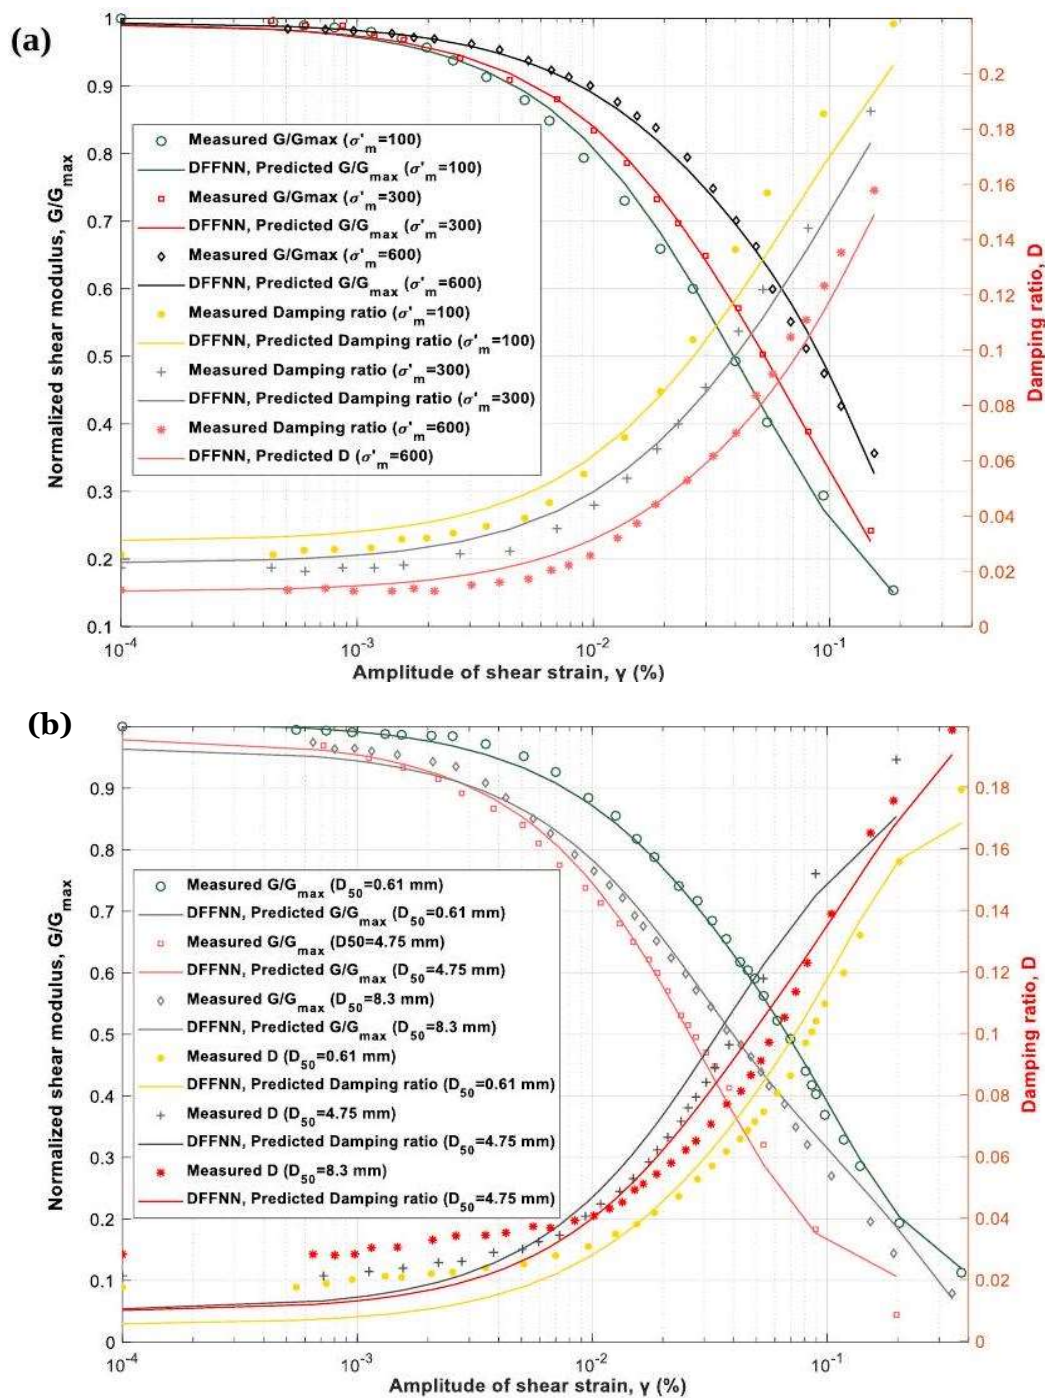 (a)
Normalized shear modulus, G/Gmax
1
0.9
0.8
0.7
0.6
0.5
0.4
0.3
0.2
0.1
Measured G/Gmax (σ'm=100)
DFFNN, Predicted G/Gmax (σ'm=100)
Measured G/Gmax (σ'm=300)
DFFNN, Predicted G/Gmax (σ'm=300)
Measured G/Gmax (σ'm=600)
DFFNN, Predicted G/Gmax (σ'm=600)
Measured Damping ratio (σ'm=100)
DFFNN, Predicted Damping ratio (σ'm=100)
Measured Damping ratio (σ'm=300)
DFFNN, Predicted Damping ratio (σ'm=300)
Measured Damping ratio (σ'm=600)
DFFNN, Predicted D (σ'm=600)
0.2
0.18
0.16
0.14
0.12
0.1
0.08
0.06
0.04
0.02
0
Damping ratio, D
10-4 10-3 10-2 10-1
Amplitude of shear strain, γ (%)
(b)
Normalized shear modulus, G/Gmax
0.9
0.8
0.7
0.6
0.5
0.4
0.3
0.2
0.1
0
Measured G/Gmax (D50=0.61 mm)
DFFNN, Predicted G/Gmax (D50=0.61 mm)
Measured G/Gmax (D50=4.75 mm)
DFFNN, Predicted G/Gmax (D50=4.75 mm)
Measured G/Gmax (D50=8.3 mm)
DFFNN, Predicted G/Gmax (D50=8.3 mm)
Measured D (D50=0.61 mm)
DFFNN, Predicted Damping ratio (D50=0.61 mm)
Measured D (D50=4.75 mm)
DFFNN, Predicted Damping ratio (D50=4.75 mm)
Measured D (D50=8.3 mm)
DFFNN, Predicted Damping ratio (D50=4.75 mm)
0.18
0.16
0.14
0.12
0.1
0.08
0.06
0.04
0.02
0
Damping ratio, D
10-4 10-3 10-2 10-1
Amplitude of shear strain, γ (%)